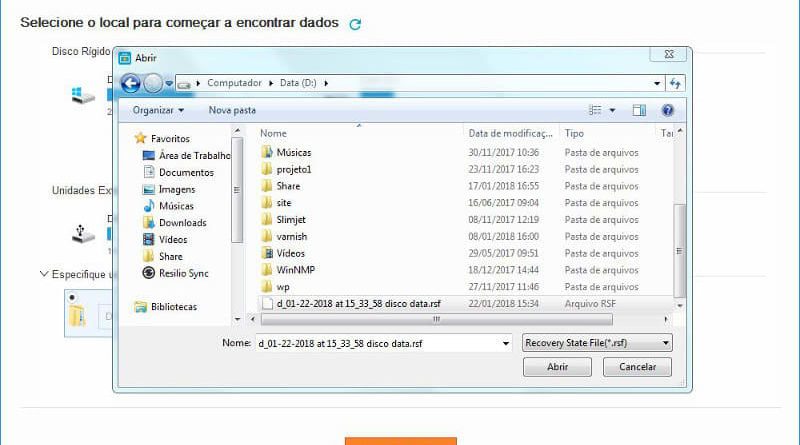 Selecione o local para começar a encontrar dados
Disco Rígido
Abrir
Computador Data (D:)
Organizar Nova pasta
Favoritos
Área de Trabalho
Documentos
Imagens
Músicas
Downloads
Vídeos
Share
Resilio Sync
Bibliotecas
Nome Data de modificaç... Tipo Ta
Músicas 30/11/2017 10:36 Pasta de arquivos
projeto1 23/11/2017 16:23 Pasta de arquivos
Share 17/01/2018 16:55 Pasta de arquivos
site 16/06/2017 09:04 Pasta de arquivos
Slimjet 08/11/2017 12:19 Pasta de arquivos
varnish 08/01/2018 16:00 Pasta de arquivos
Vídeos 29/05/2017 09:51 Pasta de arquivos
WinNMP 18/12/2017 14:44 Pasta de arquivos
wp 27/11/2017 11:46 Pasta de arquivos
d_01-22-2018 at 15_33_58 disco data.rsf 22/01/2018 15:34 Arquivo RSF
Unidades Ext
Especifique u
Nome: d_01-22-2018 at 15_33_58 disco data.rsf Recovery State File(*.rsf)
Abrir Cancelar